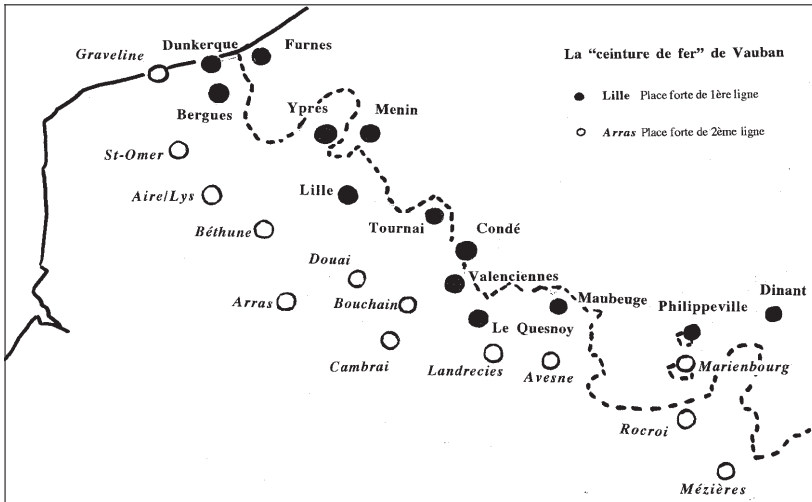 Graveline
Dunkerque
Furnes
La "ceinture de fer" de Vauban
Bergues
Lille Place forte de 1ère ligne
Ypres
Menin
Arras Place forte de 2ème ligne
St-Omer
Aire/Lys
Lille
Béthune
Tournai
Condé
Douai
Valenciennes
Arras
Bouchain
Maubeuge
Philippeville
Dinant
Le Quesnoy
Cambrai
Landrecies
Avesne
Marienbourg
Rocroi
Mézières